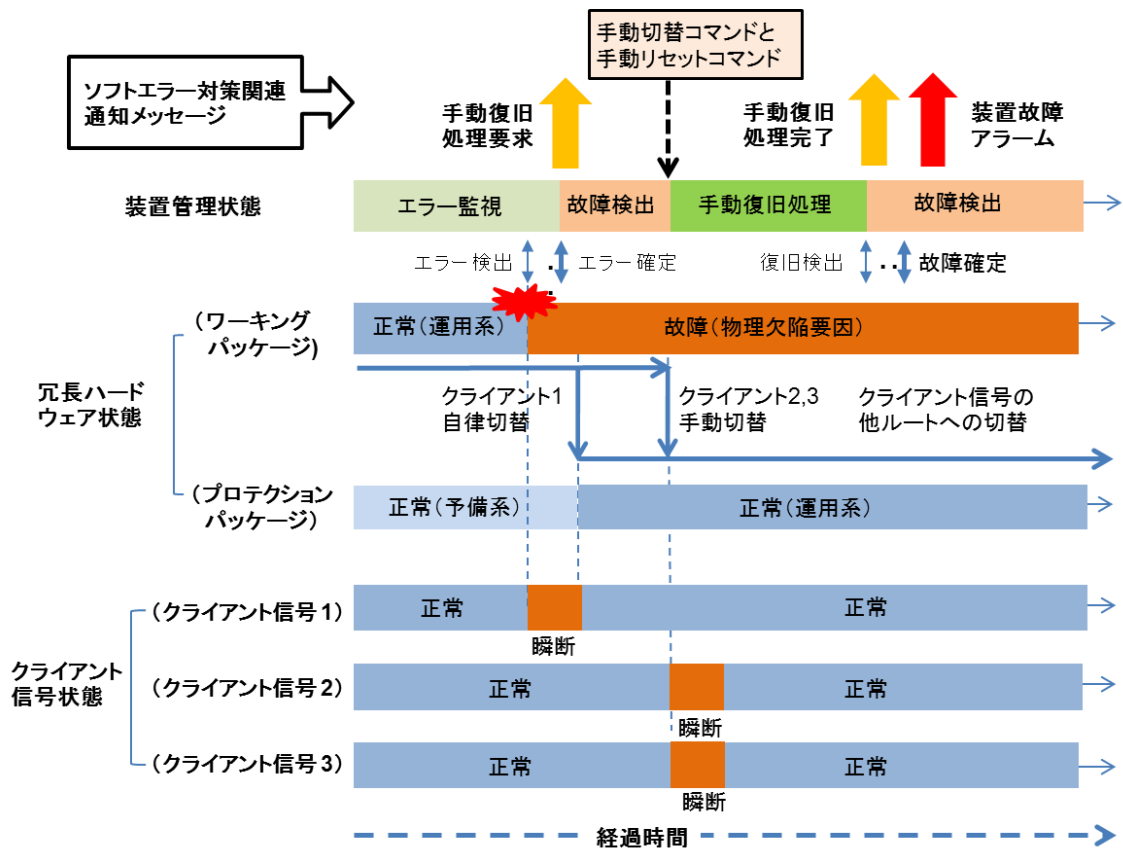 手動切替コマンドと
手動リセットコマンド
ソフトエラー対策関連
通知メッセージ
手動復旧
処理要求
手動復旧
処理完了
装置故障
アラーム
装置管理状態
エラー監視
故障検出
手動復旧処理
故障検出
エラー検出
エラー確定
復旧検出
故障確定
(ワーキング
パッケージ)
正常(運用系)
故障(物理欠陥要因)
冗長ハード
ウェア状態
クライアント1
自律切替
クライアント2,3
手動切替
クライアント信号の
他ルートへの切替
(プロテクション
パッケージ)
正常(予備系)
正常(運用系)
(クライアント信号1)
正常
正常
瞬断
クライアント
信号状態
(クライアント信号2)
正常
正常
瞬断
(クライアント信号3)
正常
正常
瞬断
経過時間